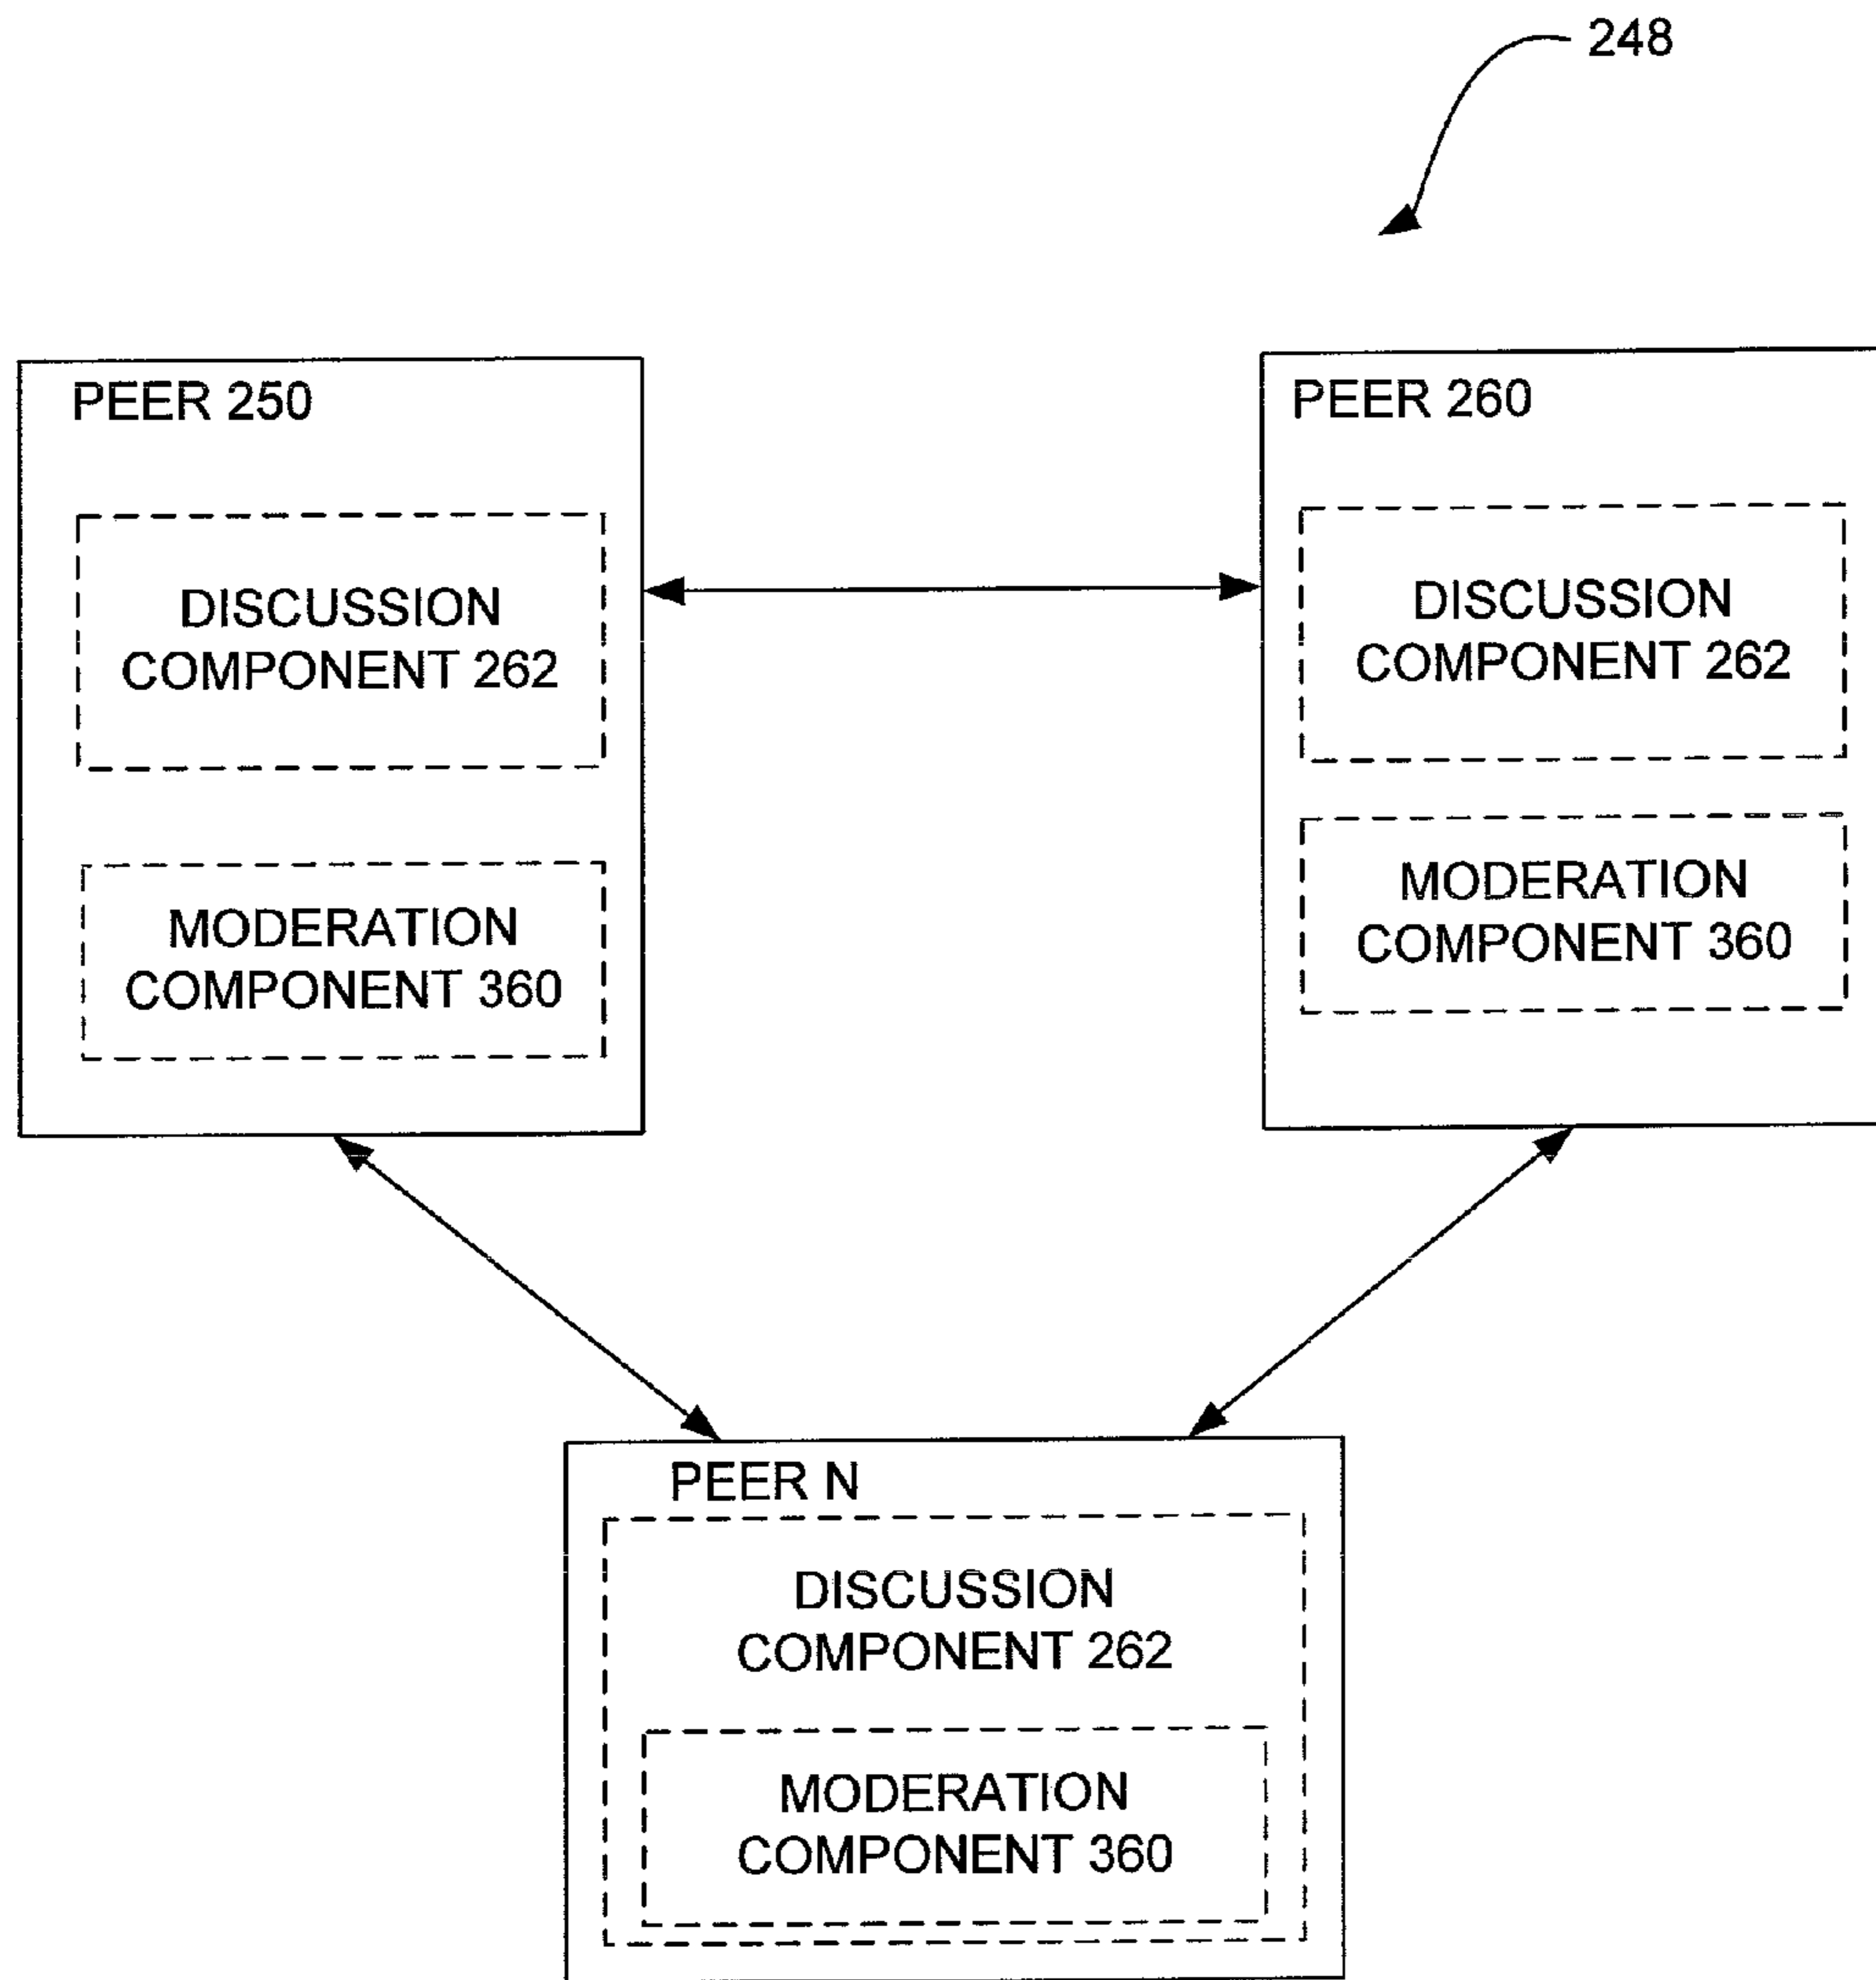 248
PEER 250
DISCUSSION
COMPONENT 262
MODERATION
COMPONENT 360
PEER 260
DISCUSSION
COMPONENT 262
MODERATION
COMPONENT 360
PEER N
DISCUSSION
COMPONENT 262
MODERATION
COMPONENT 360